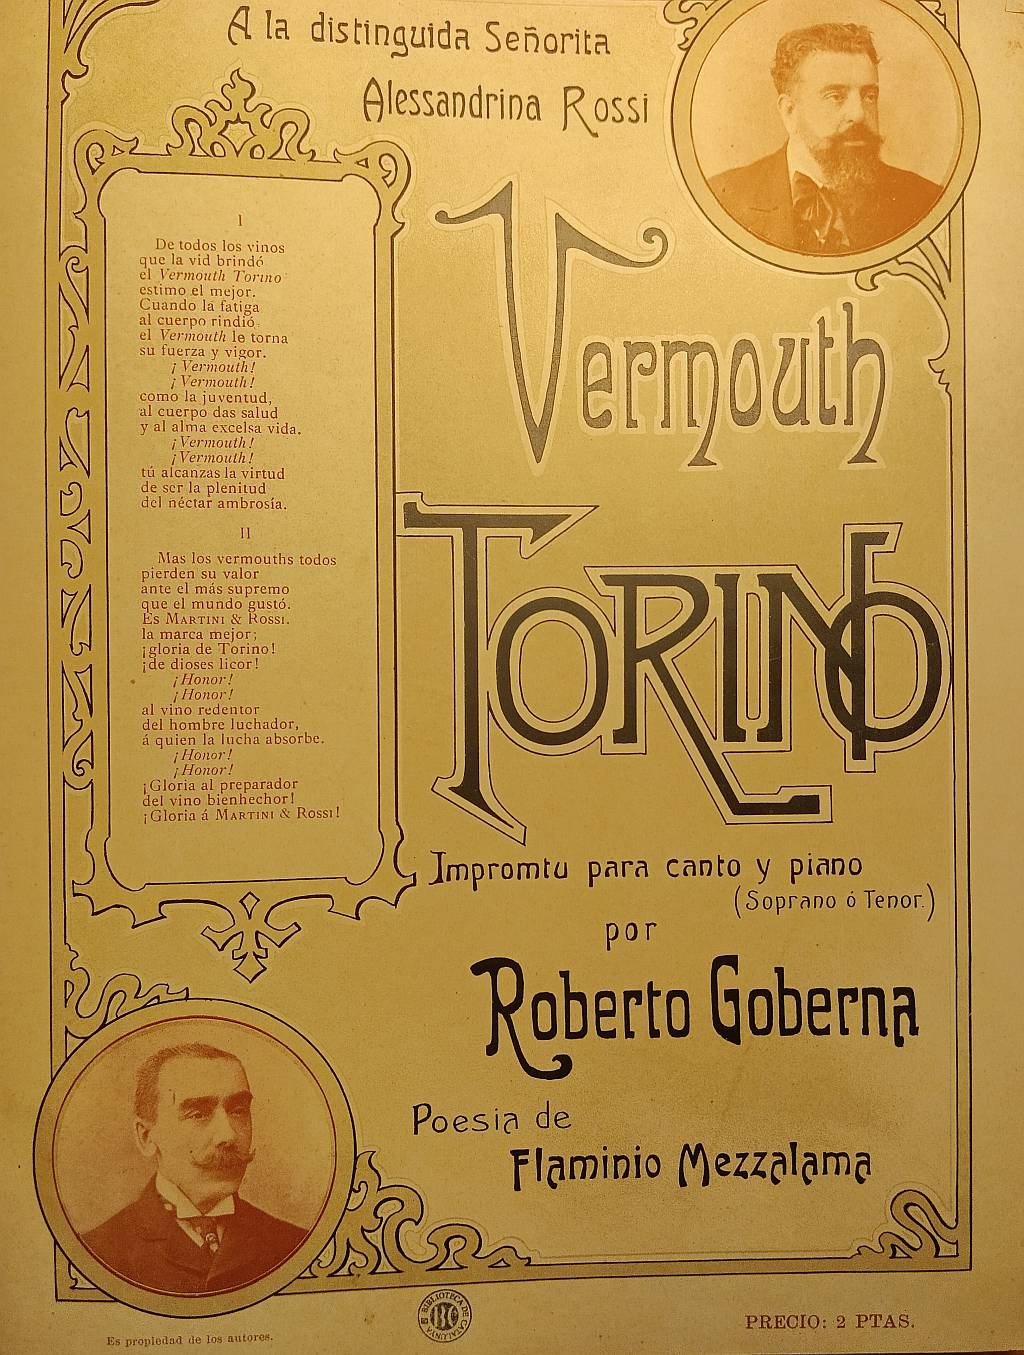 A la distinguida Señorita
Alessandrina Rossi
Vermouth
TORINO
Impromtu para canto y piano
(Soprano ó Tenor.)
por
Roberto Goberna
Poesia de
Flaminio Mezzalama
I
De todos los vinos
que la vid brindó
el Vermouth Torino
estimo el mejor.
Cuando la fatiga
al cuerpo rindió
el Vermouth le torna
su fuerza y vigor.
¡Vermouth!
¡Vermouth!
como la juventud,
al cuerpo das salud
y al alma excelsa vida.
¡Vermouth!
¡Vermouth!
tú alcanzas la virtud
de ser la plenitud
del néctar ambrosía.
II
Mas los vermouths todos
pierden su valor
ante el más supremo
que el mundo gustó.
Es MARTINI & ROSSI.
la marca mejor;
¡gloria de Torino!
¡de dioses licor!
¡Honor!
¡Honor!
al vino redentor
del hombre luchador,
á quien la lucha absorbe.
¡Honor!
¡Honor!
¡Gloria al preparador
del vino bienhechor!
¡Gloria á MARTINI & ROSSI!
Es propiedad de los autores.
BIBLIOTECA DE CATALUNYA
BC
PRECIO: 2 PTAS.